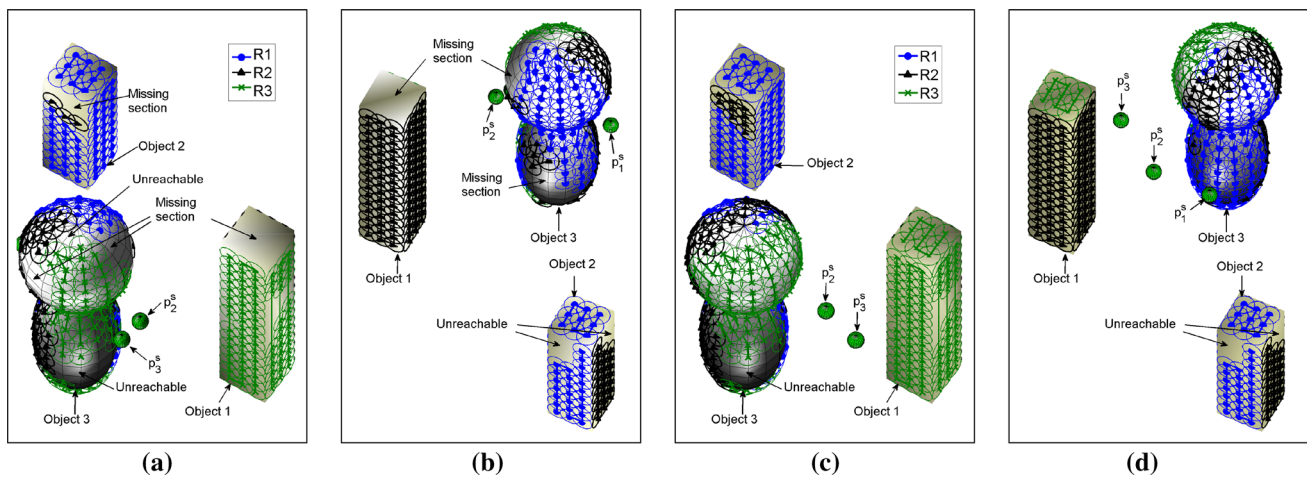 R1
R2
R3
Missing
section
Object 2
Unreachable
Missing
section
p₂ˢ
p₃ˢ
Unreachable
Object 1
Object 3
(a)
Missing
section
p₂ˢ
p₁ˢ
Missing
section
Object 3
Object 1
Object 2
Unreachable
(b)
R1
R2
R3
Object 2
p₂ˢ
p₃ˢ
Unreachable
Object 1
Object 3
(c)
p₃ˢ
p₂ˢ
p₁ˢ
Object 3
Object 1
Object 2
Unreachable
(d)